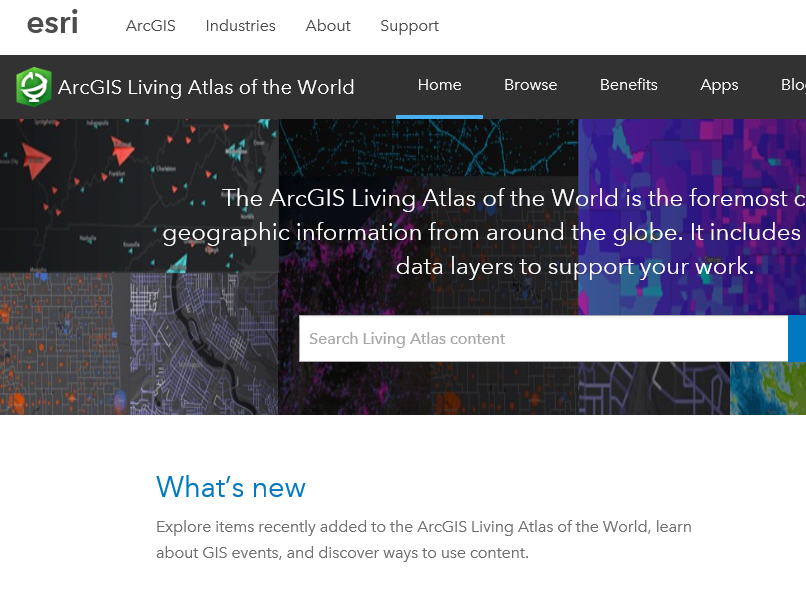 esri
ArcGIS Industries About Support
ArcGIS Living Atlas of the World Home Browse Benefits Apps
The ArcGIS Living Atlas of the World is the foremost
geographic information from around the globe. It includes
data layers to support your work.
Search Living Atlas content
What's new
Explore items recently added to the ArcGIS Living Atlas of the World, learn
about GIS events, and discover ways to use content.